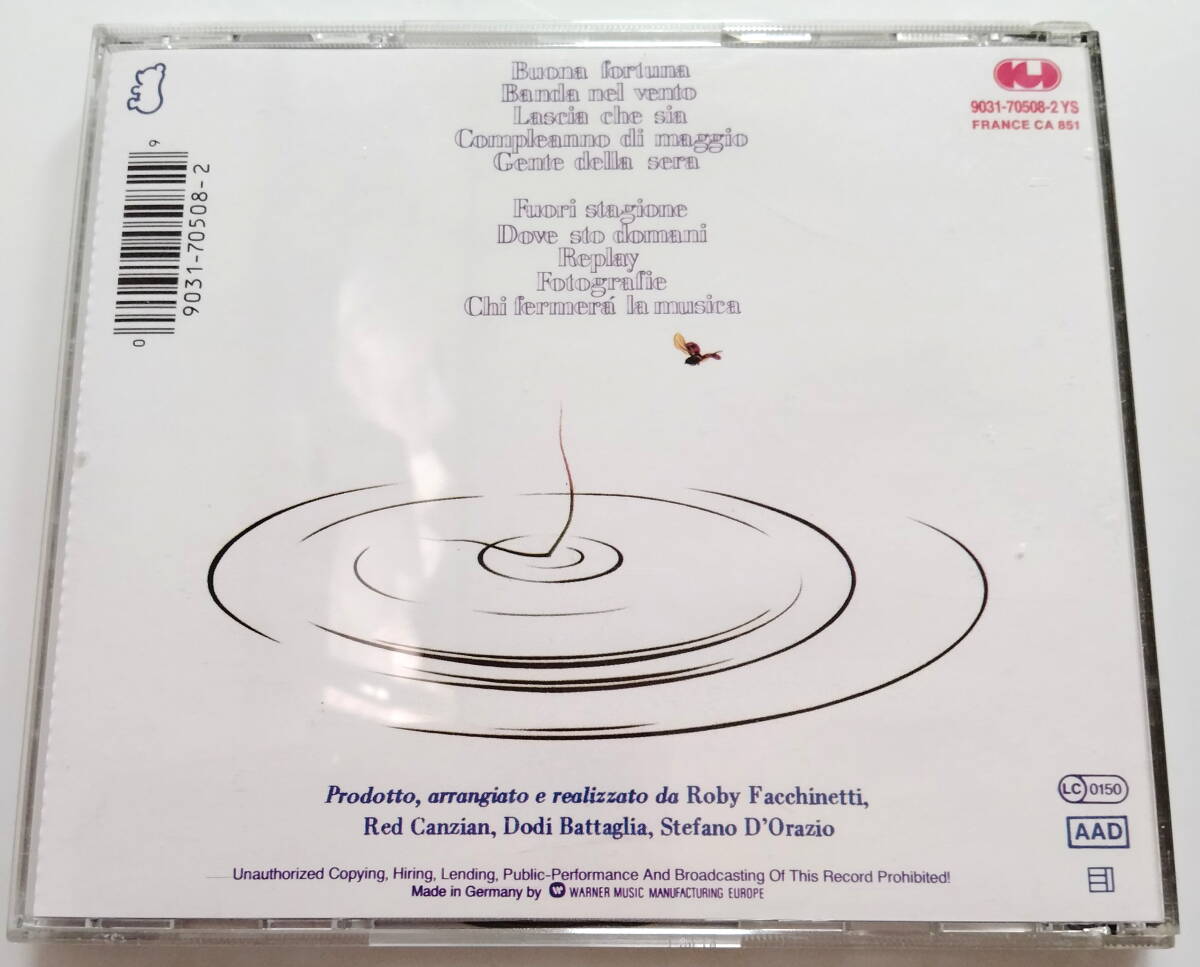 Buona fortuna
Banda nel vento
Lascia che sia
Compleanno di maggio
Gente della sera
Fuori stagione
Dove sto domani
Replay
Fotografie
Chi fermerá la musica
9031-70508-2 YS
FRANCE CA 851
9
9031-70508-2
0
Prodotto, arrangiato e realizzato da Roby Facchinetti,
Red Canzian, Dodi Battaglia, Stefano D'Orazio
LC 0150
AAD
Unauthorized Copying, Hiring, Lending, Public-Performance And Broadcasting Of This Record Prohibited!
Made in Germany by WARNER MUSIC MANUFACTURING EUROPE